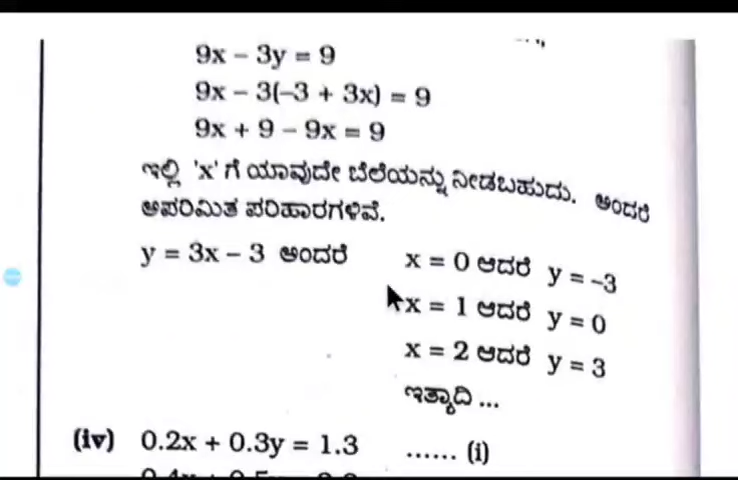 9x – 3y = 9
9x – 3(–3 + 3x) = 9
9x + 9 – 9x = 9
ಇಲ್ಲಿ 'x' ಗೆ ಯಾವುದೇ ಬೆಲೆಯನ್ನು ನೀಡಬಹುದು. ಅಂದರೆ
ಅಪರಿಮಿತ ಪರಿಹಾರಗಳಿವೆ.
y = 3x – 3 ಅಂದರೆ x = 0 ಆದರೆ y = –3
x = 1 ಆದರೆ y = 0
x = 2 ಆದರೆ y = 3
ಇತ್ಯಾದಿ ...
(iv) 0.2x + 0.3y = 1.3 ...... (i)